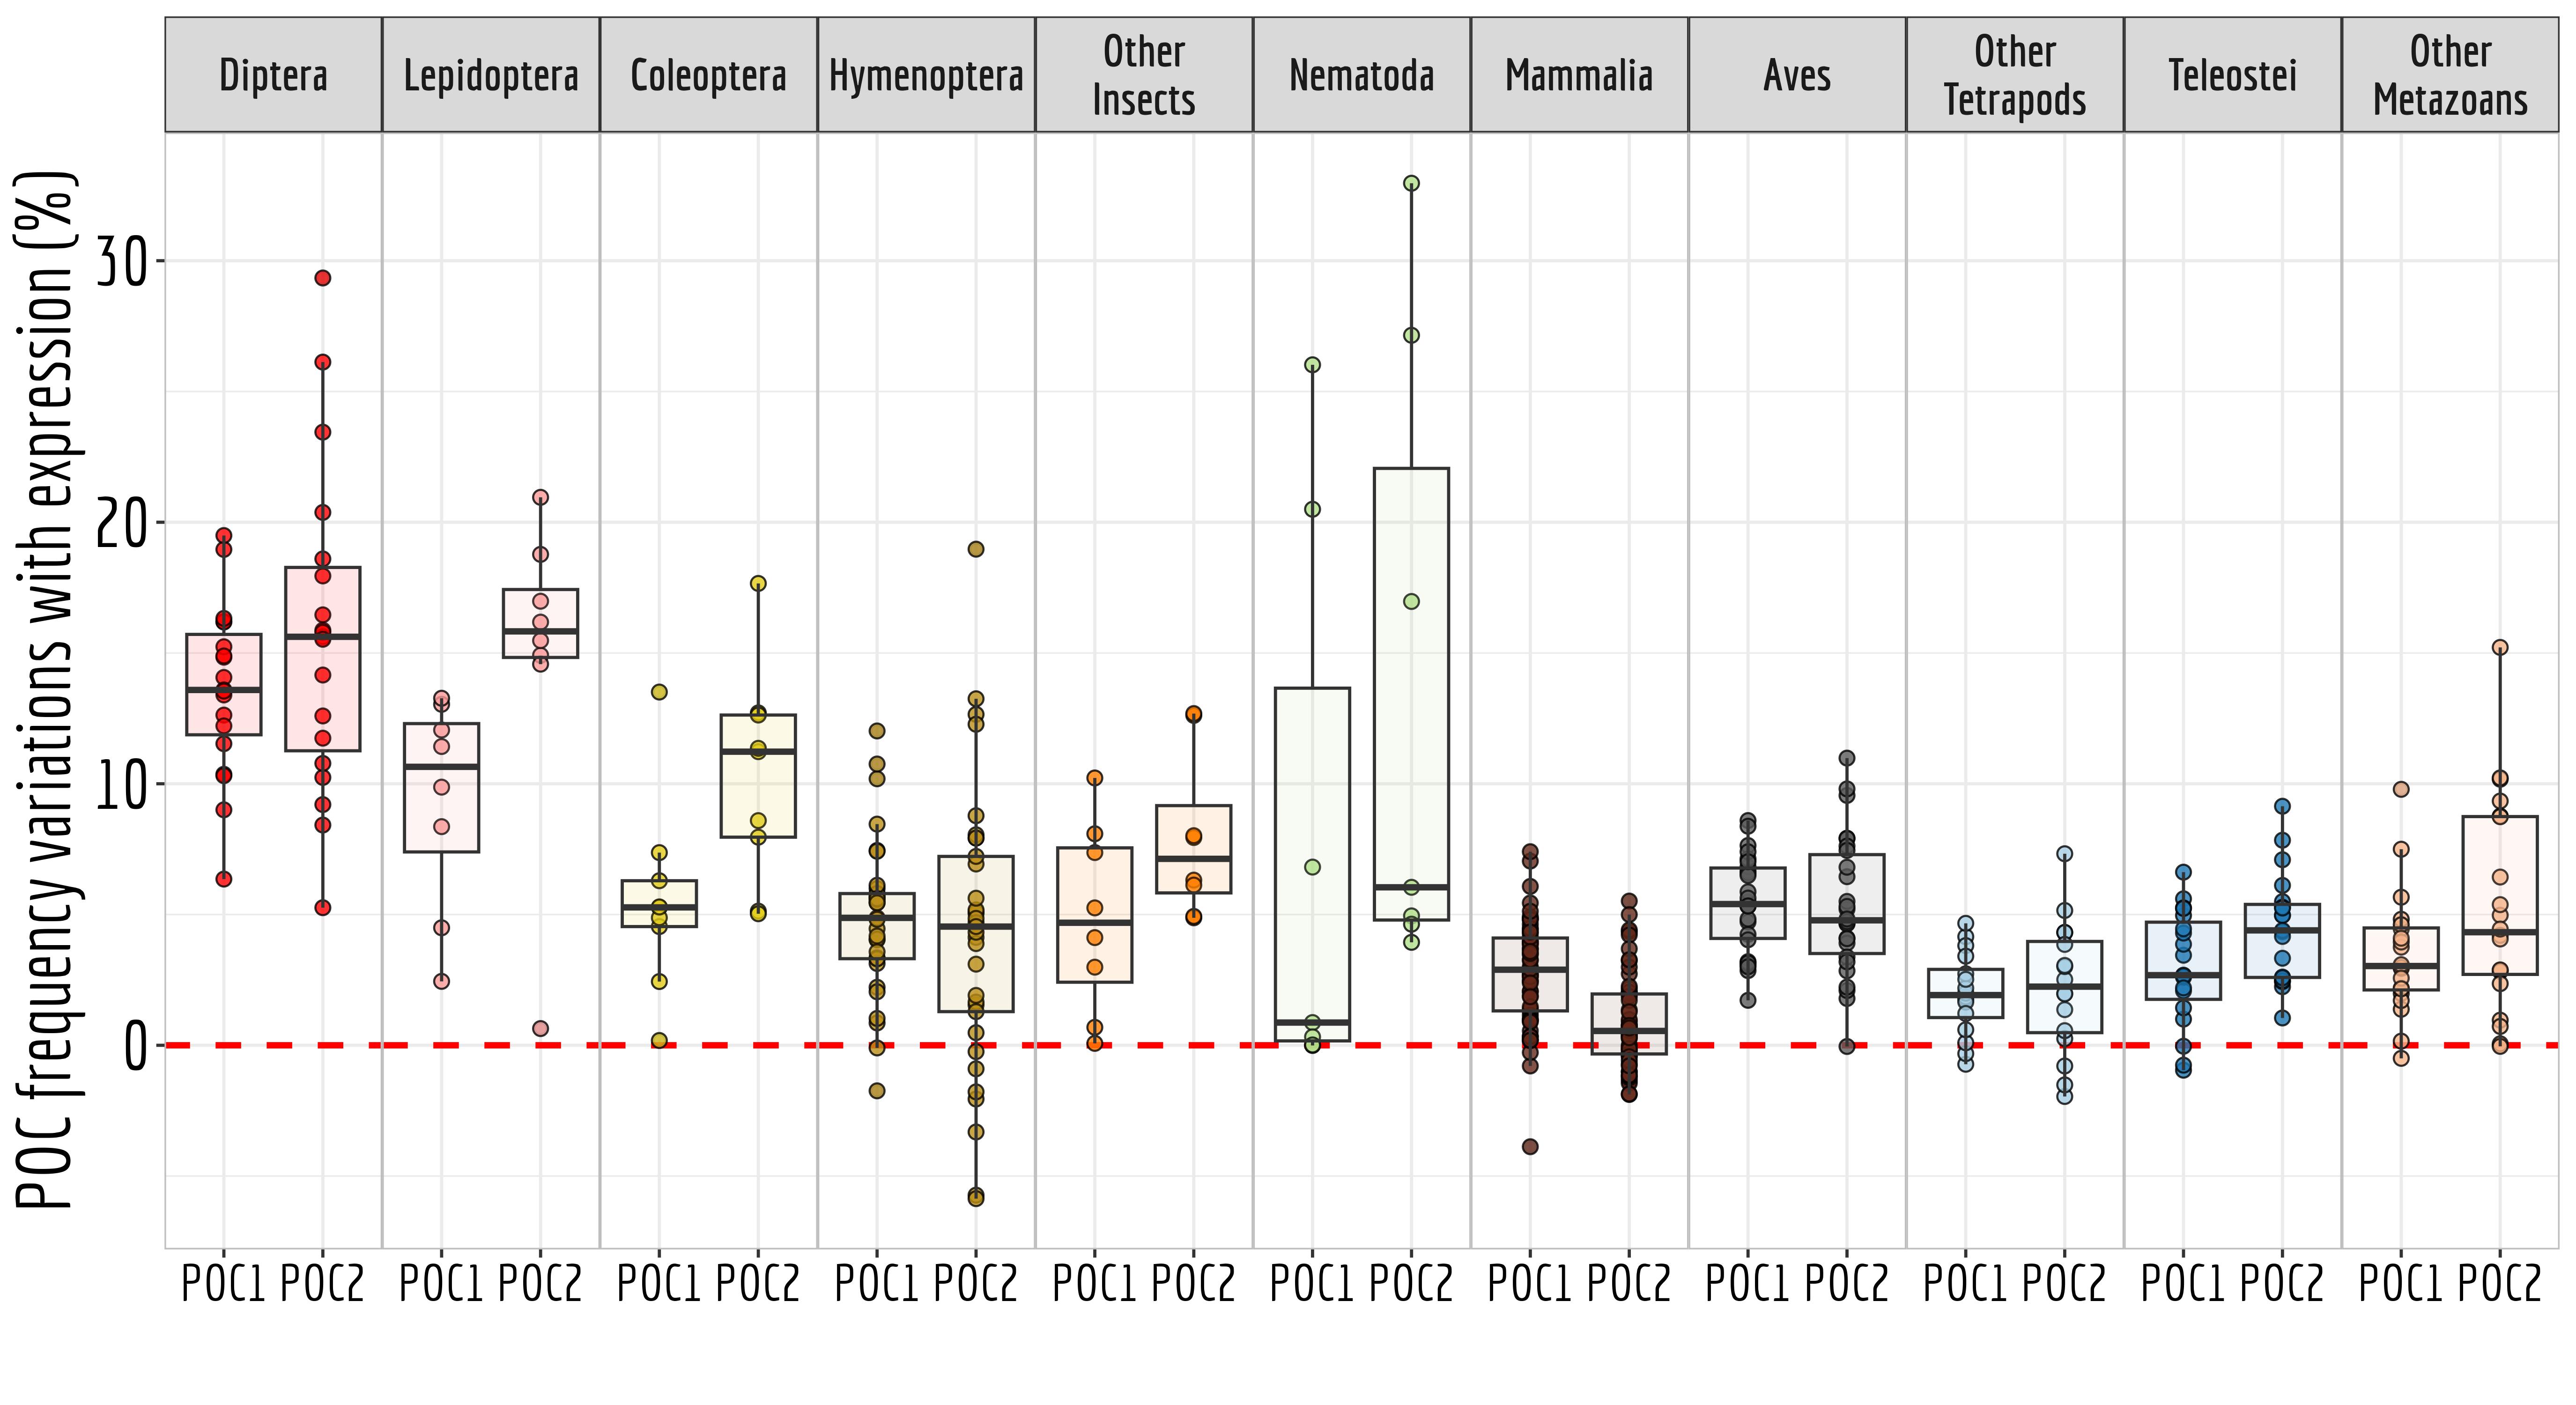 Diptera
Lepidoptera
Coleoptera
Hymenoptera
Other
Insects
Nematoda
Mammalia
Aves
Other
Tetrapods
Teleostei
Other
Metazoans
POC frequency variations with expression (%)
30
20
10
0
POC1 POC2 POC1 POC2 POC1 POC2 POC1 POC2 POC1 POC2 POC1 POC2 POC1 POC2 POC1 POC2 POC1 POC2 POC1 POC2 POC1 POC2